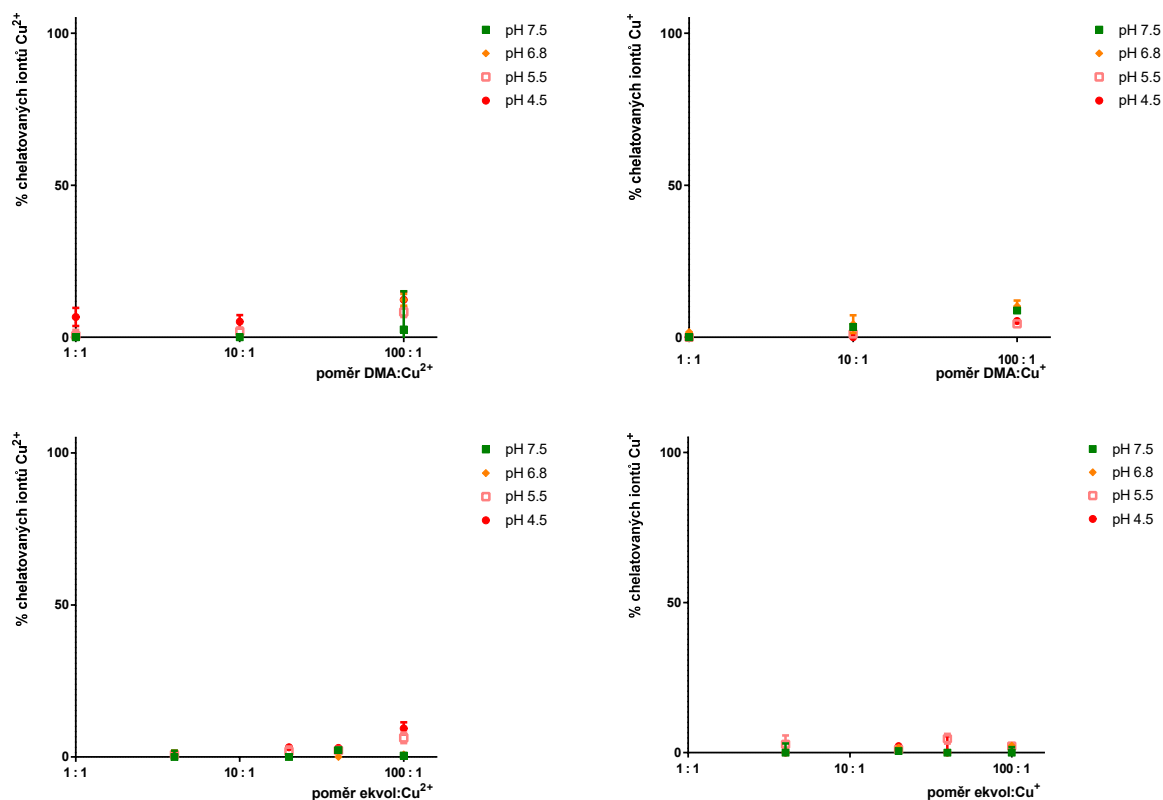 % chelatovaných iontů Cu²⁺
100
50
0
1 : 1
10 : 1
100 : 1
poměr DMA:Cu²⁺
pH 7.5
pH 6.8
pH 5.5
pH 4.5
% chelatovaných iontů Cu⁺
100
50
0
1 : 1
10 : 1
100 : 1
poměr DMA:Cu⁺
pH 7.5
pH 6.8
pH 5.5
pH 4.5
% chelatovaných iontů Cu²⁺
100
50
0
1 : 1
10 : 1
100 : 1
poměr ekvol:Cu²⁺
pH 7.5
pH 6.8
pH 5.5
pH 4.5
% chelatovaných iontů Cu⁺
100
50
0
1 : 1
10 : 1
100 : 1
poměr ekvol:Cu⁺
pH 7.5
pH 6.8
pH 5.5
pH 4.5